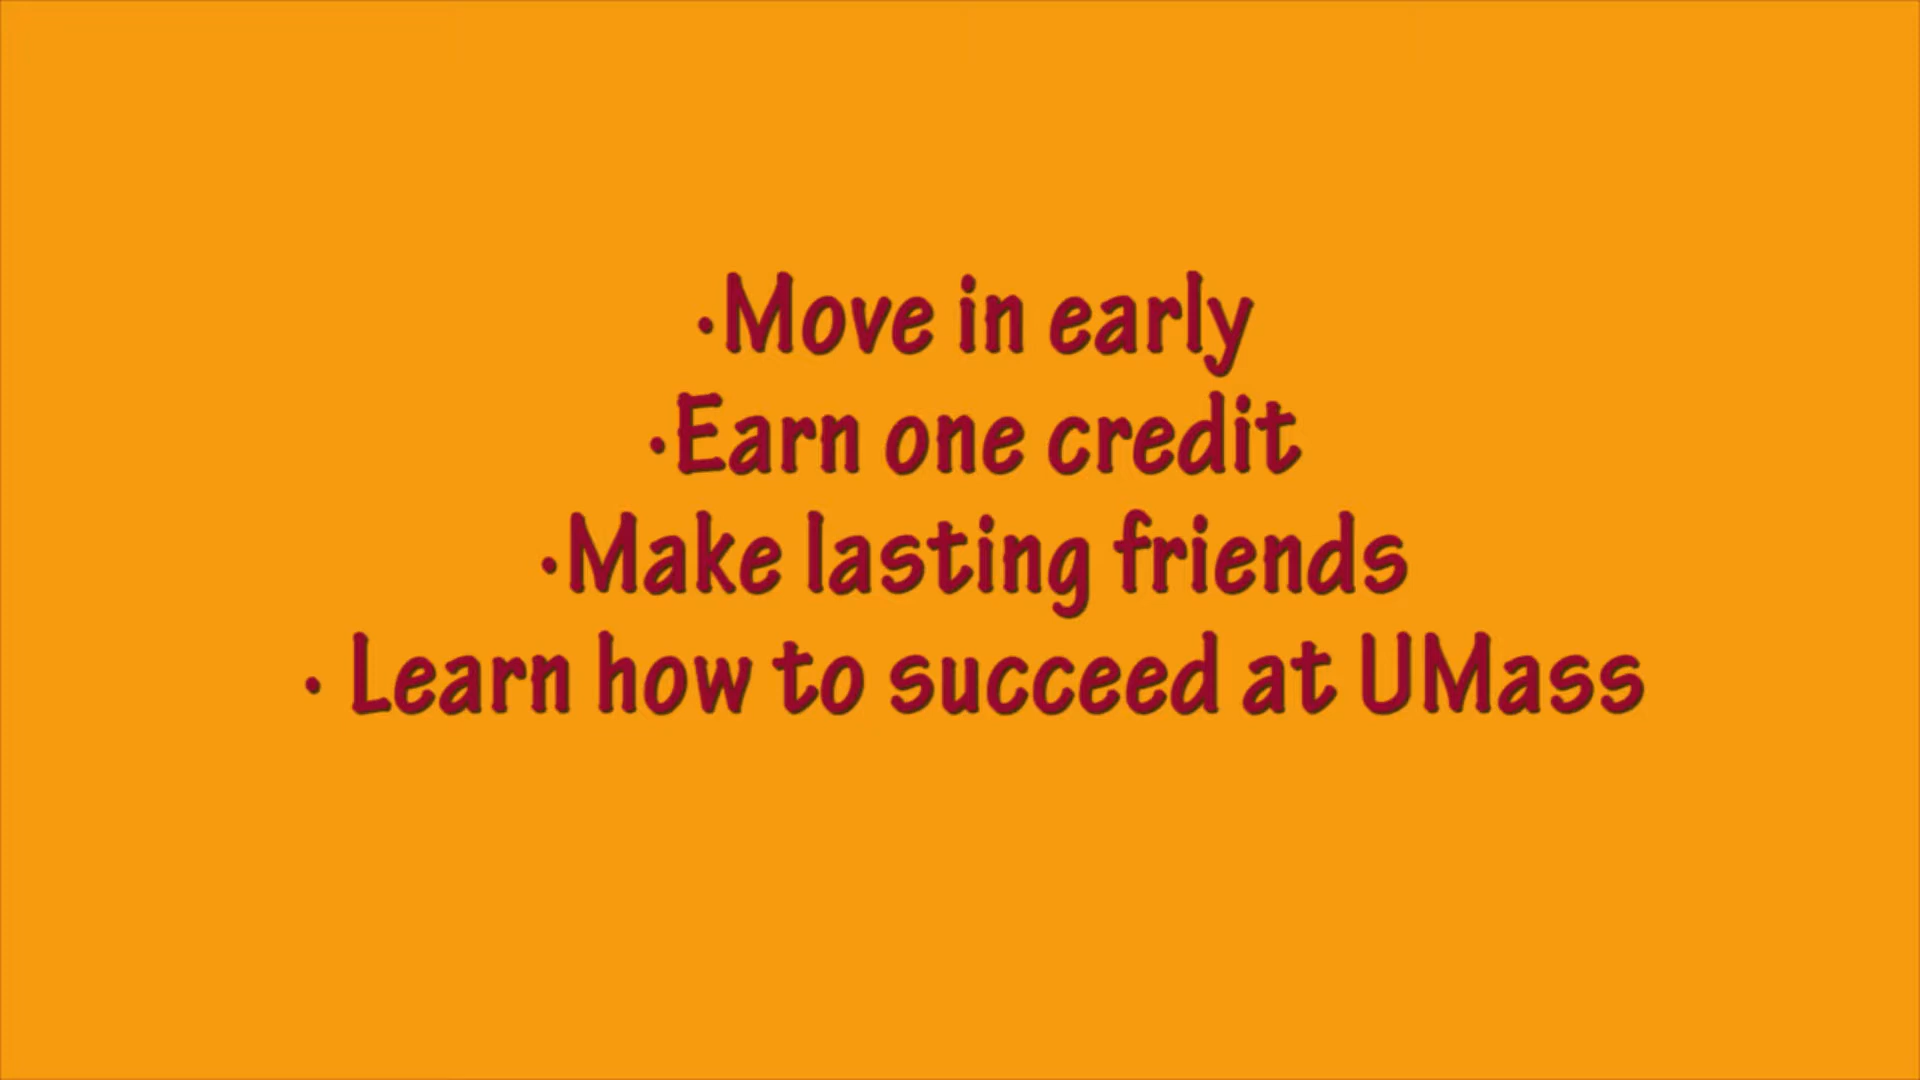 •Move in early
•Earn one credit
•Make lasting friends
• Learn how to succeed at UMass